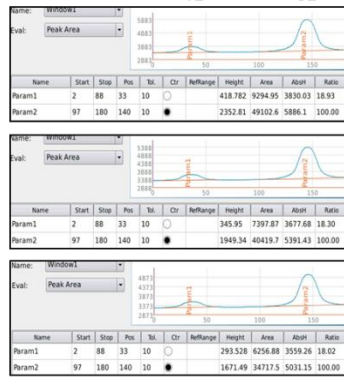 Name: Window1
Eval: Peak Area
5083
4083
3083
2083
0 50 100 150
Param1
Param2
Name Start Stop Pos Tol. Ctr RefRange Height Area AbsH Ratio
Param1 2 88 33 10 418.782 9294.95 3830.03 18.93
Param2 97 180 140 10 2352.81 49102.6 5886.1 100.00
Name: Window1
Eval: Peak Area
5388
4888
4388
3888
3388
2888
0 50 100 150
Param1
Param2
Name Start Stop Pos Tol. Ctr RefRange Height Area AbsH Ratio
Param1 2 88 33 10 345.95 7397.87 3677.68 18.30
Param2 97 180 140 10 1949.34 40419.7 5391.43 100.00
Name: Window1
Eval: Peak Area
4873
4373
3873
3373
2873
0 50 100 150
Param1
Param2
Name Start Stop Pos Tol. Ctr RefRange Height Area AbsH Ratio
Param1 2 88 33 10 293.528 6256.88 3559.26 18.02
Param2 97 180 140 10 1671.49 34717.5 5031.15 100.00